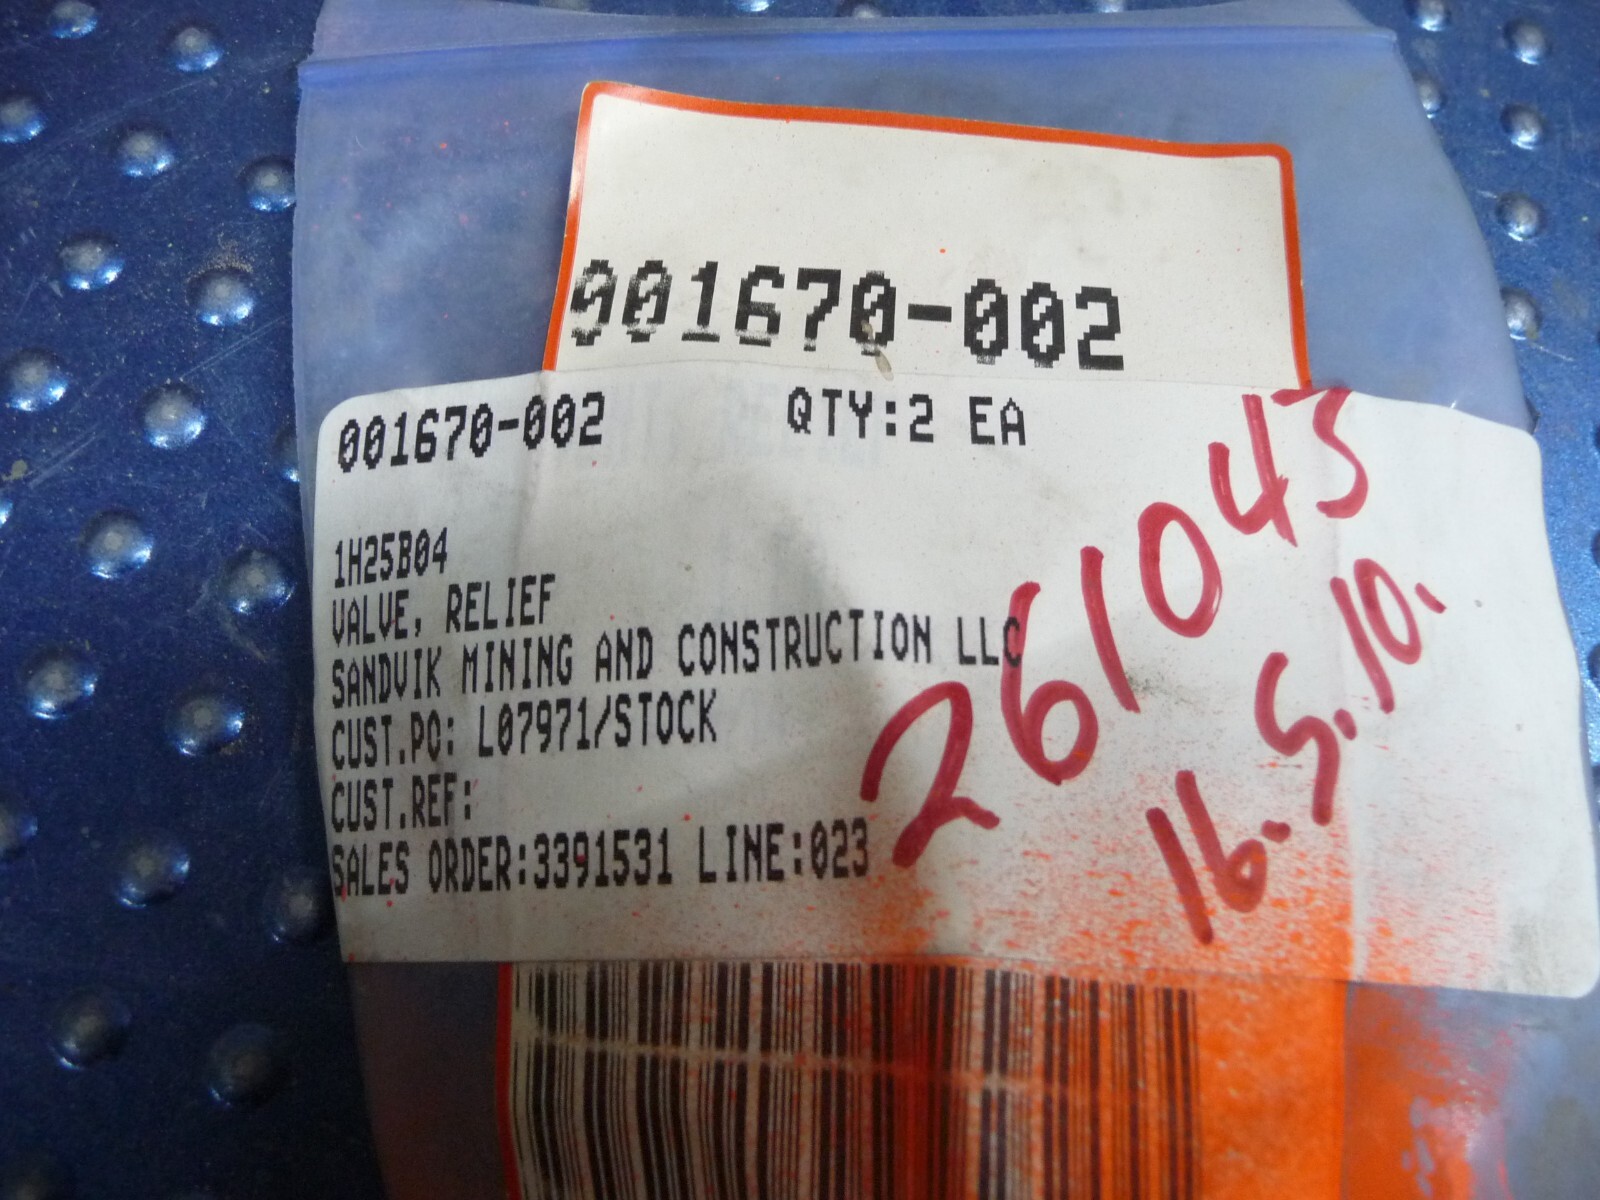 001670-002
001670-002 QTY:2 EA
1H25B04
VALVE, RELIEF
SANDVIK MINING AND CONSTRUCTION LLC
CUST.PO: L07971/STOCK
CUST.REF:
SALES ORDER:3391531 LINE:023
261043
16.5.10.